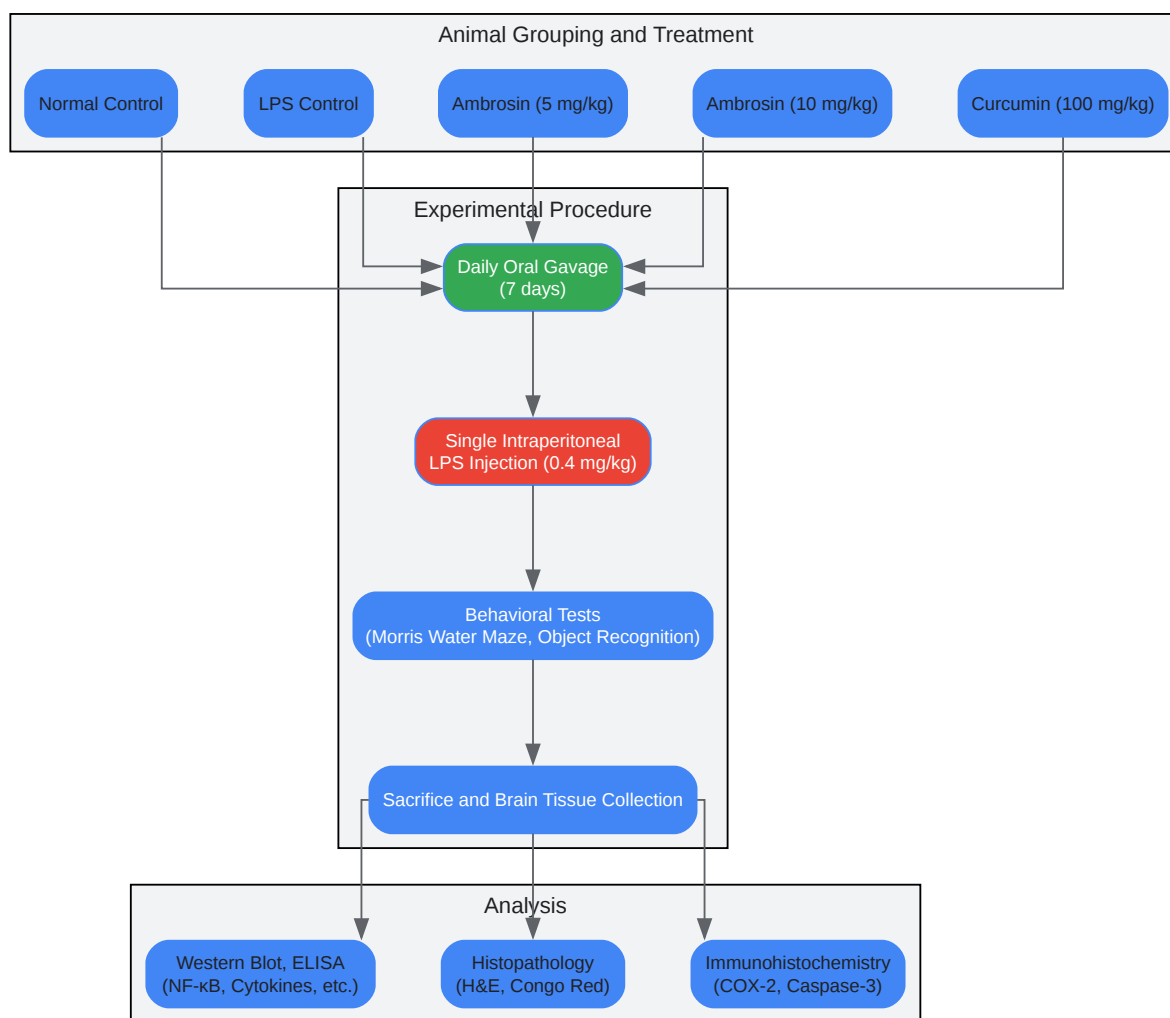 Animal Grouping and Treatment
Normal Control
LPS Control
Ambrosin (5 mg/kg)
Ambrosin (10 mg/kg)
Curcumin (100 mg/kg)
Experimental Procedure
Daily Oral Gavage
(7 days)
Single Intraperitoneal
LPS Injection (0.4 mg/kg)
Behavioral Tests
(Morris Water Maze, Object Recognition)
Sacrifice and Brain Tissue Collection
Analysis
Western Blot, ELISA
(NF-κB, Cytokines, etc.)
Histopathology
(H&E, Congo Red)
Immunohistochemistry
(COX-2, Caspase-3)